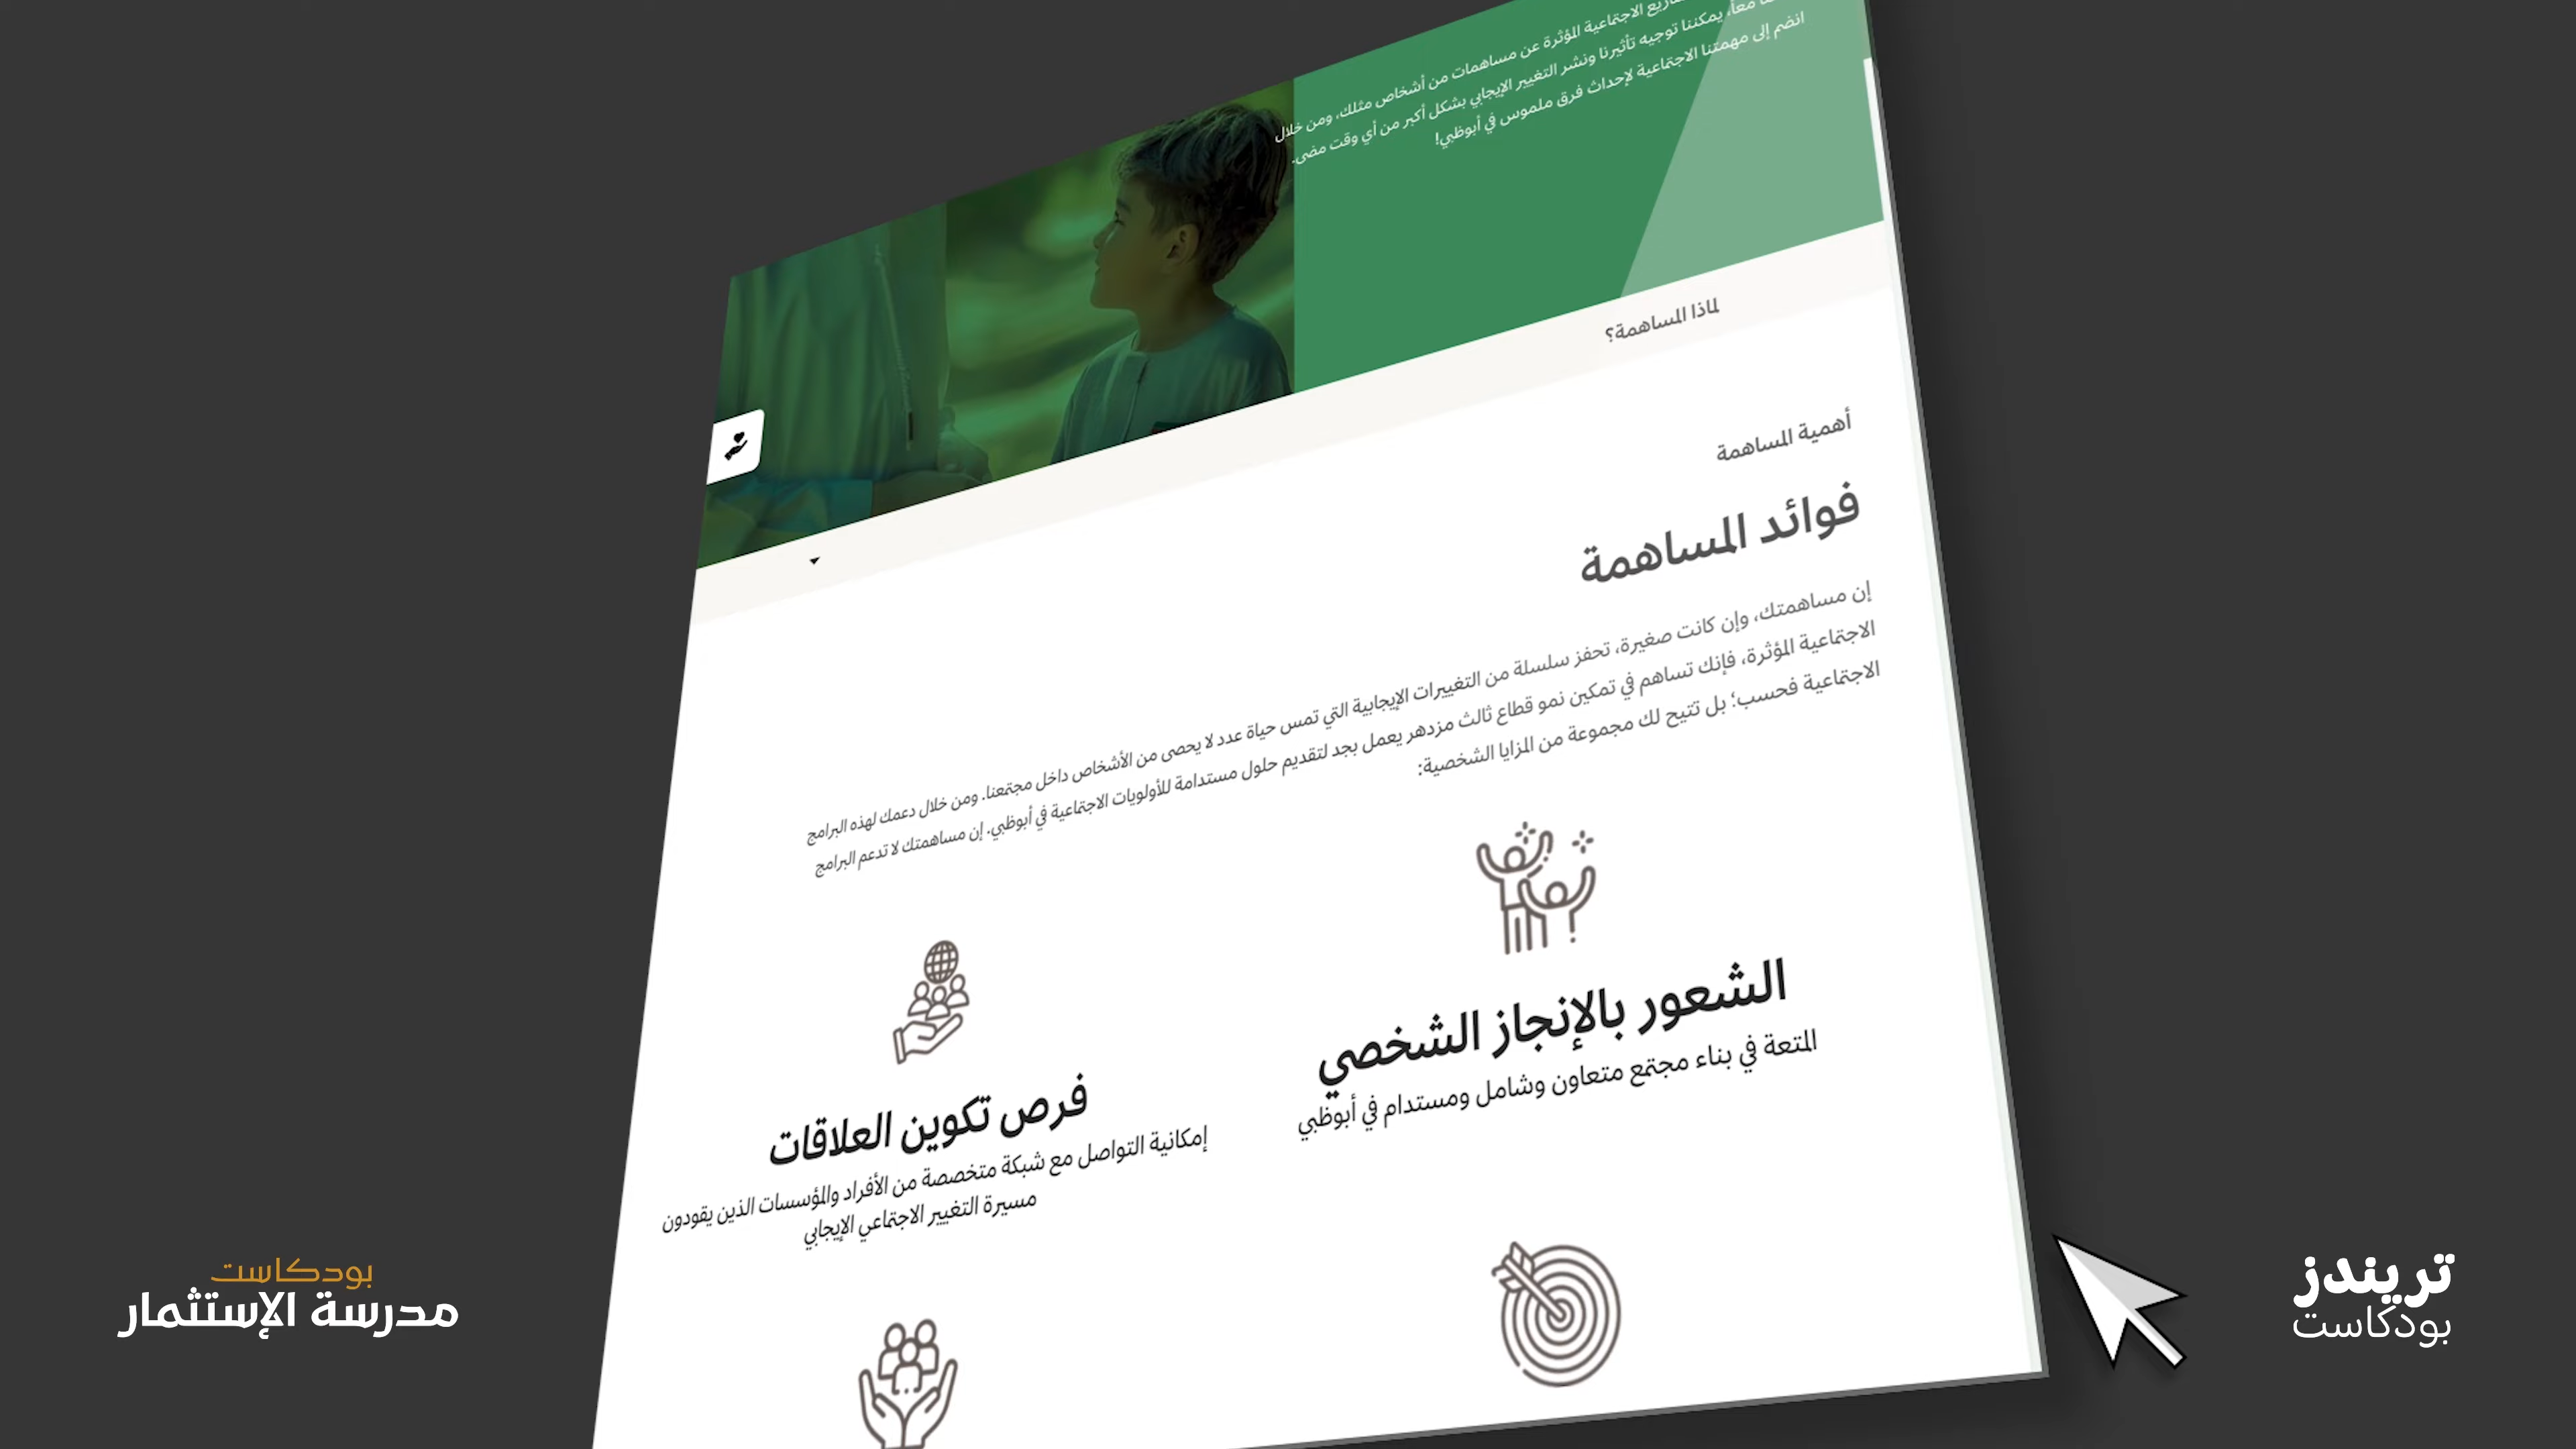 المشاريع الاجتماعية المؤثرة عن مساهمات من أشخاص مثلك، ومن خلال
معاً، يمكننا توجيه تأثيرنا ونشر التغيير الإيجابي بشكل أكبر من أي وقت مضى.
انضم إلى مهمتنا الاجتماعية لإحداث فرق ملموس في أبوظبي!
لماذا المساهمة؟
أهمية المساهمة
فوائد المساهمة
إن مساهمتك، وإن كانت صغيرة، تحفز سلسلة من التغييرات الإيجابية التي تمس حياة عدد لا يحصى من الأشخاص داخل مجتمعنا. ومن خلال دعمك لهذه البرامج
الاجتماعية المؤثرة، فإنك تساهم في تمكين نمو قطاع ثالث مزدهر يعمل بجد لتقديم حلول مستدامة للأولويات الاجتماعية في أبوظبي. إن مساهمتك لا تدعم البرامج
الاجتماعية فحسب؛ بل تتيح لك مجموعة من المزايا الشخصية:
الشعور بالإنجاز الشخصي
المتعة في بناء مجتمع متعاون وشامل ومستدام في أبوظبي
فرص تكوين العلاقات
إمكانية التواصل مع شبكة متخصصة من الأفراد والمؤسسات الذين يقودون
مسيرة التغيير الاجتماعي الإيجابي
تريندز
بودكاست
بودكاست
مدرسة الإستثمار